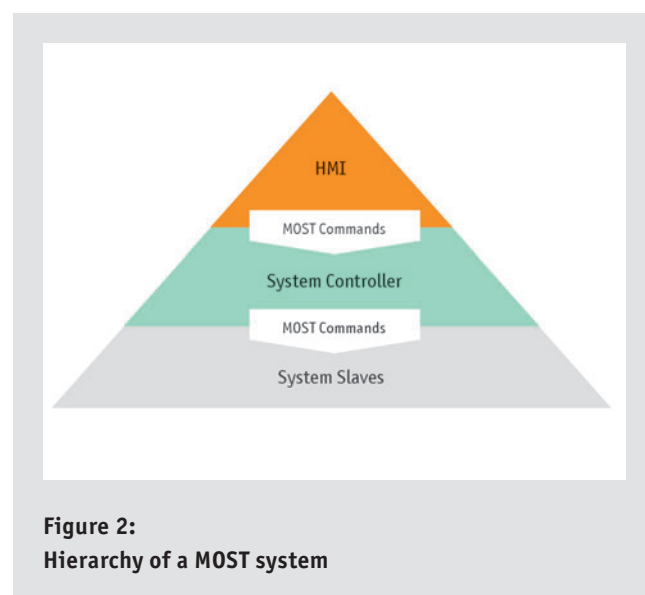 HMI
MOST Commands
System Controller
MOST Commands
System Slaves
Figure 2:
Hierarchy of a MOST system